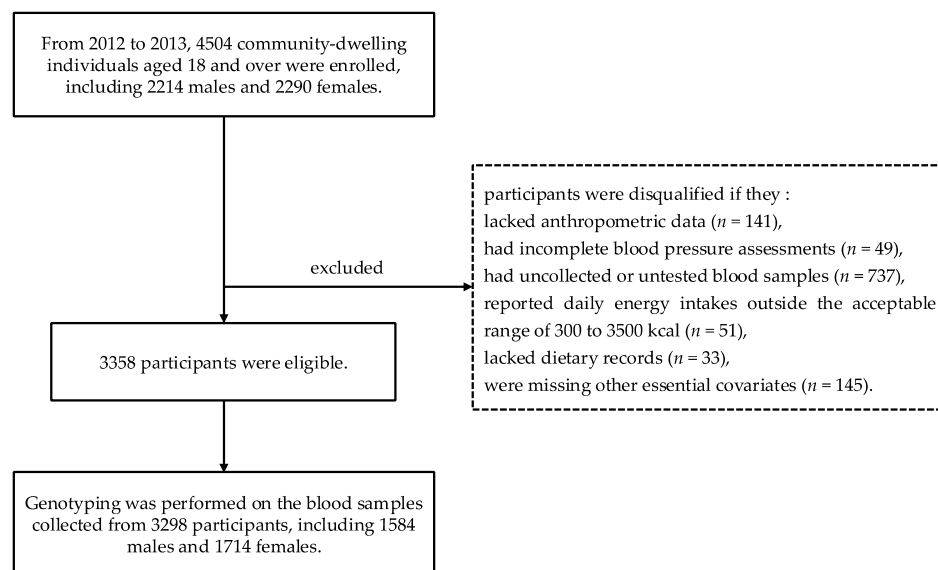 From 2012 to 2013, 4504 community-dwelling
individuals aged 18 and over were enrolled,
including 2214 males and 2290 females.
participants were disqualified if they :
lacked anthropometric data (n = 141),
had incomplete blood pressure assessments (n = 49),
had uncollected or untested blood samples (n = 737),
reported daily energy intakes outside the acceptable
range of 300 to 3500 kcal (n = 51),
lacked dietary records (n = 33),
were missing other essential covariates (n = 145).
excluded
3358 participants were eligible.
Genotyping was performed on the blood samples
collected from 3298 participants, including 1584
males and 1714 females.